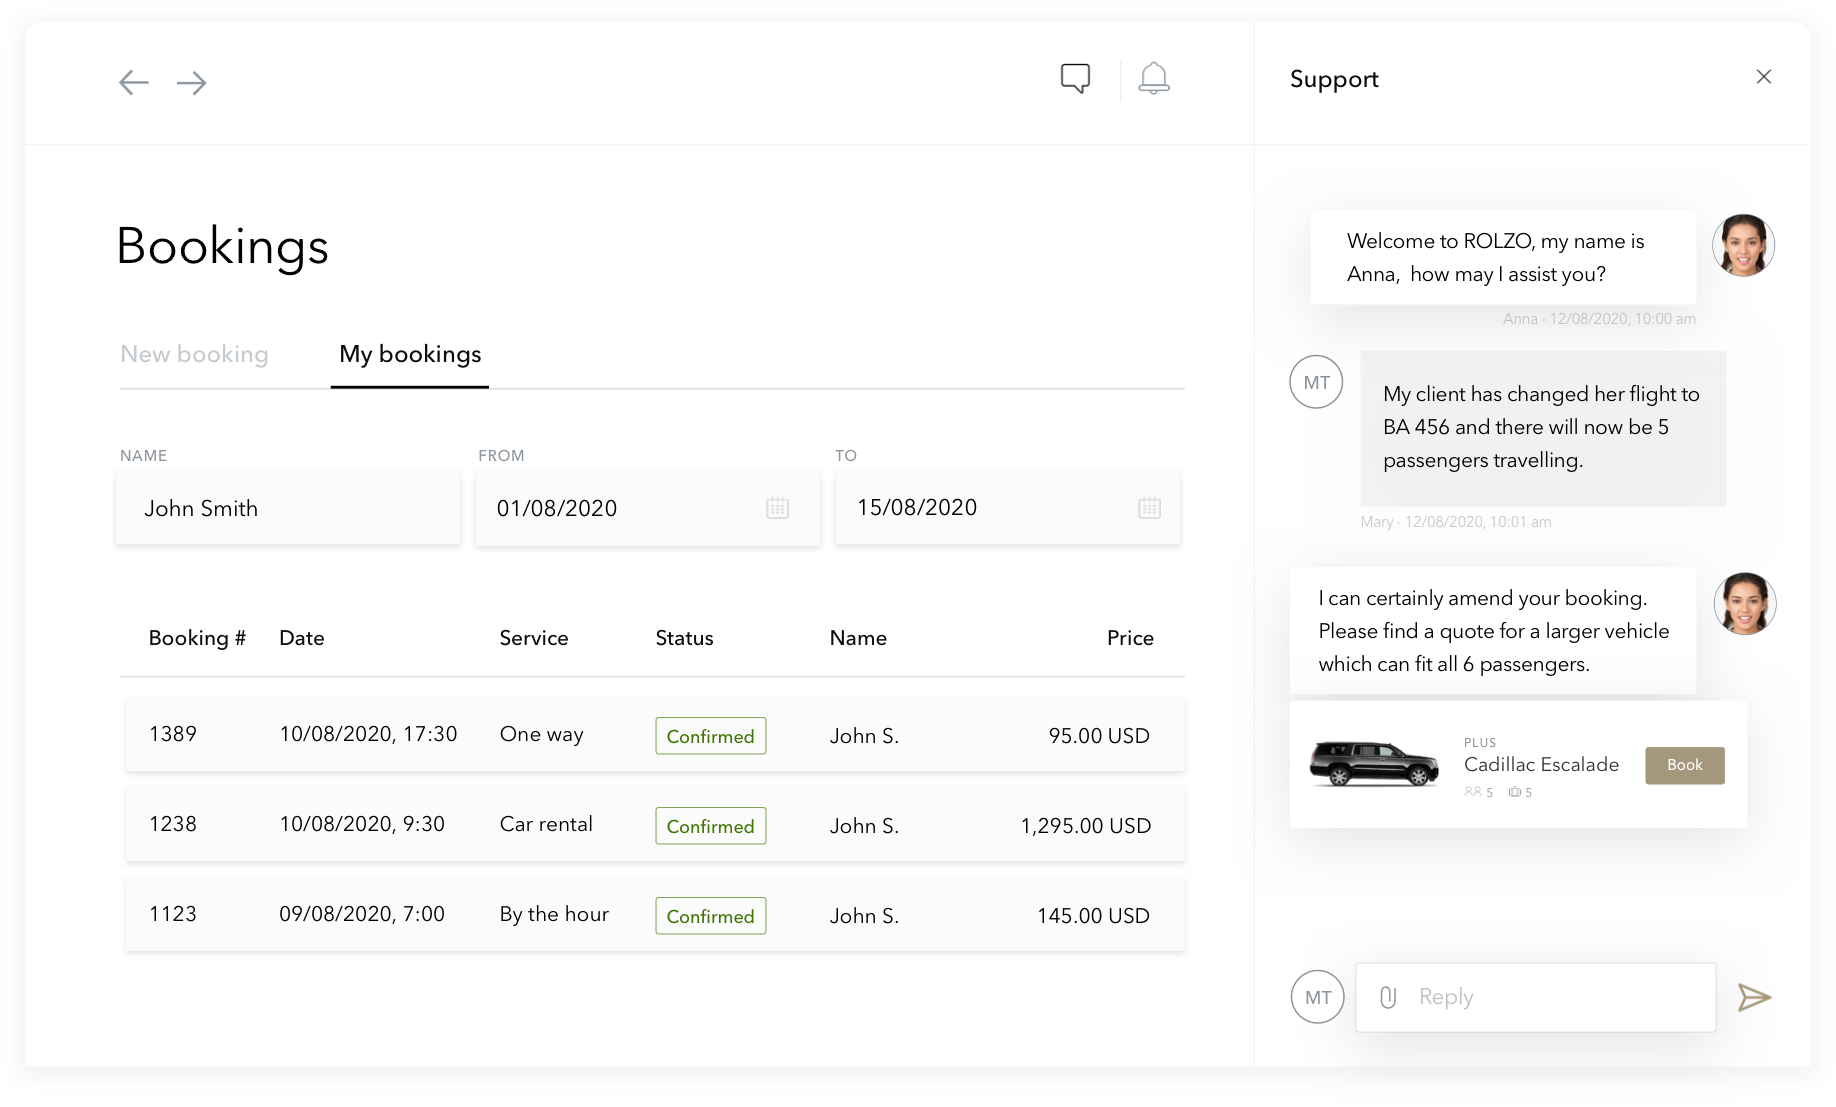 Support
Bookings
New booking My bookings
NAME FROM TO
John Smith 01/08/2020 15/08/2020
Booking # Date Service Status Name Price
1389 10/08/2020, 17:30 One way Confirmed John S. 95.00 USD
1238 10/08/2020, 9:30 Car rental Confirmed John S. 1,295.00 USD
1123 09/08/2020, 7:00 By the hour Confirmed John S. 145.00 USD
Welcome to ROLZO, my name is
Anna, how may I assist you?
Anna - 12/08/2020, 10:00 am
MT
My client has changed her flight to
BA 456 and there will now be 5
passengers travelling.
Mary - 12/08/2020, 10:01 am
I can certainly amend your booking.
Please find a quote for a larger vehicle
which can fit all 6 passengers.
PLUS
Cadillac Escalade
5 5
Book
MT Reply